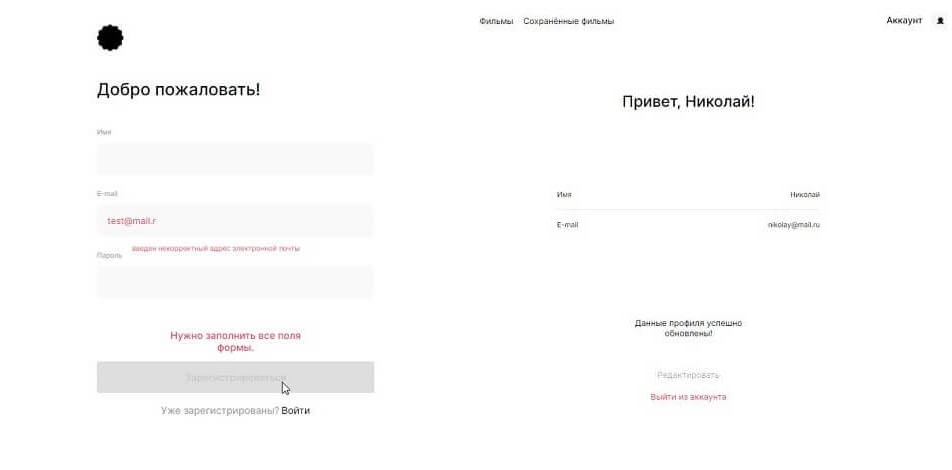 Добро пожаловать!
Имя
E-mail
test@mail.r
введен некорректный адрес электронной почты
Пароль
Нужно заполнить все поля
формы.
Зарегистрироваться
Уже зарегистрированы? Войти
Фильмы Сохранённые фильмы
Аккаунт
Привет, Николай!
Имя Николай
E-mail nikolay@mail.ru
Данные профиля успешно
обновлены!
Редактировать
Выйти из аккаунта